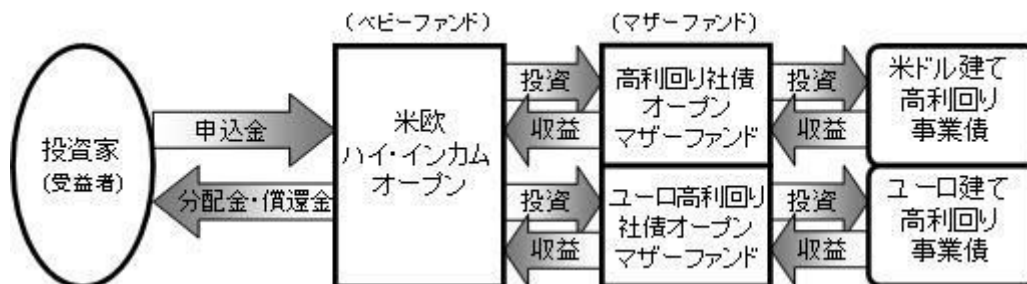 (ベビーファンド)
(マザーファンド)
投資家
(受益者)
申込金
分配金・償還金
米欧
ハイ・インカム
オープン
投資
収益
投資
収益
高利回り社債
オープン
マザーファンド
ユーロ高利回り
社債オープン
マザーファンド
投資
収益
投資
収益
米ドル建て
高利回り
事業債
ユーロ建て
高利回り
事業債